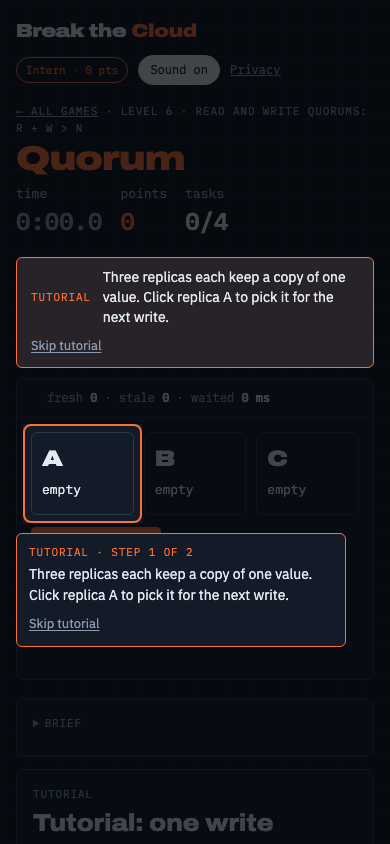 Break the Cloud
Intern · 0 pts
Sound on
Privacy
← ALL GAMES · LEVEL 6 · READ AND WRITE QUORUMS:
R + W > N
Quorum
time points tasks
0:00.0 0 0/4
TUTORIAL
Three replicas each keep a copy of one
value. Click replica A to pick it for the
next write.
Skip tutorial
fresh 0 · stale 0 · waited 0 ms
A B C
empty empty empty
TUTORIAL · STEP 1 OF 2
Three replicas each keep a copy of one value.
Click replica A to pick it for the next write.
Skip tutorial
▶ BRIEF
TUTORIAL
Tutorial: one write